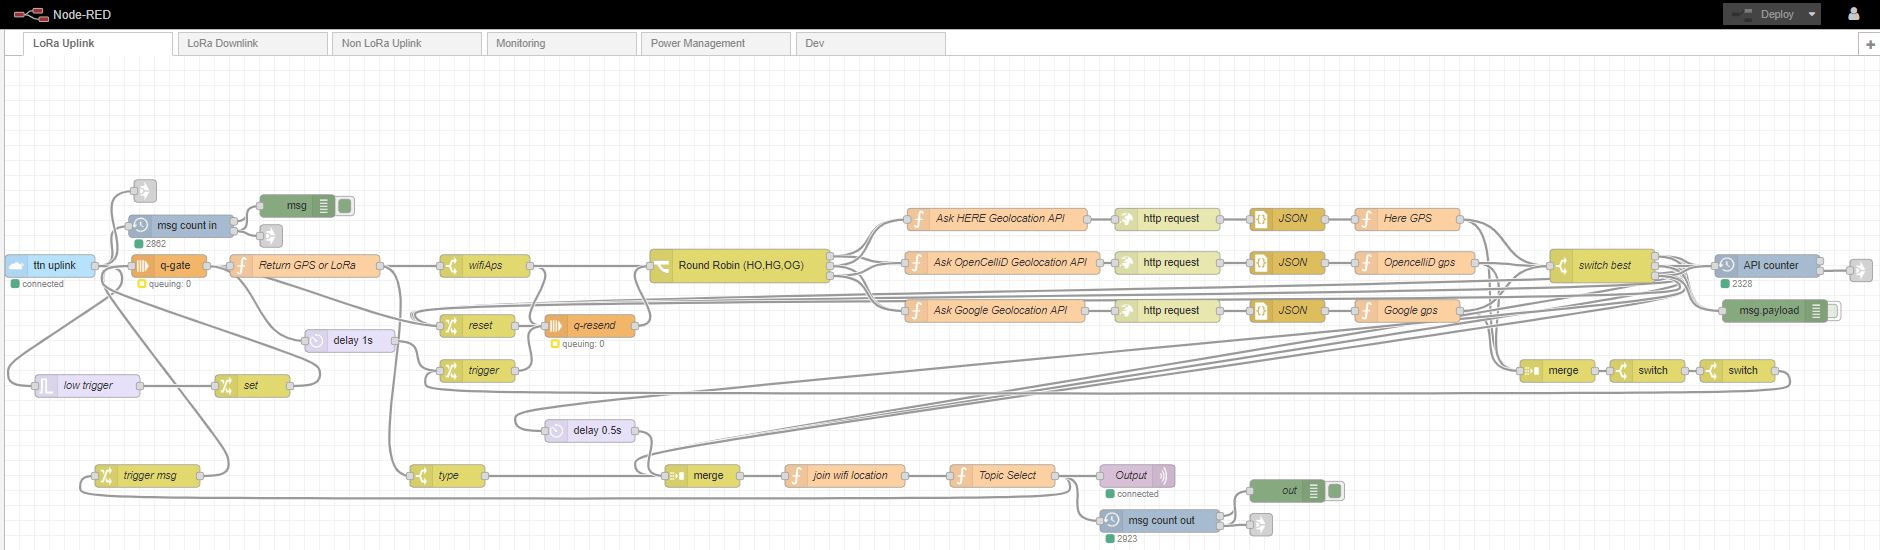 Node-RED
Deploy
LoRa Uplink
LoRa Downlink
Non LoRa Uplink
Monitoring
Power Management
Dev
msg
msg count in
2862
ttn uplink
connected
q-gate
queuing: 0
Return GPS or LoRa
wifiAps
Round Robin (HO,HG,OG)
Ask HERE Geolocation API
http request
JSON
Here GPS
Ask OpenCelliD Geolocation API
http request
JSON
OpencelliD gps
Ask Google Geolocation API
http request
JSON
Google gps
switch best
API counter
2328
msg.payload
reset
q-resend
queuing: 0
delay 1s
trigger
low trigger
set
merge
switch
switch
delay 0.5s
trigger msg
type
merge
join wifi location
Topic Select
Output
connected
out
msg count out
2923